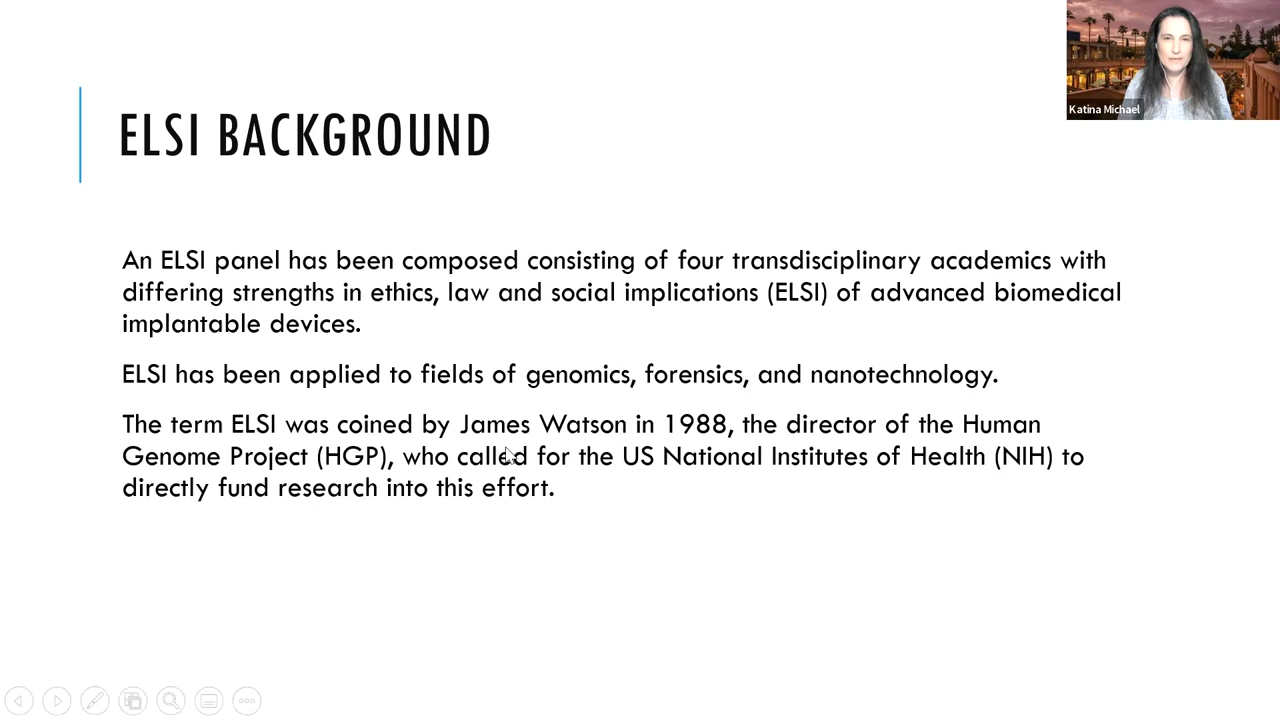 Katina Michael
ELSI BACKGROUND
An ELSI panel has been composed consisting of four transdisciplinary academics with
differing strengths in ethics, law and social implications (ELSI) of advanced biomedical
implantable devices.
ELSI has been applied to fields of genomics, forensics, and nanotechnology.
The term ELSI was coined by James Watson in 1988, the director of the Human
Genome Project (HGP), who called for the US National Institutes of Health (NIH) to
directly fund research into this effort.